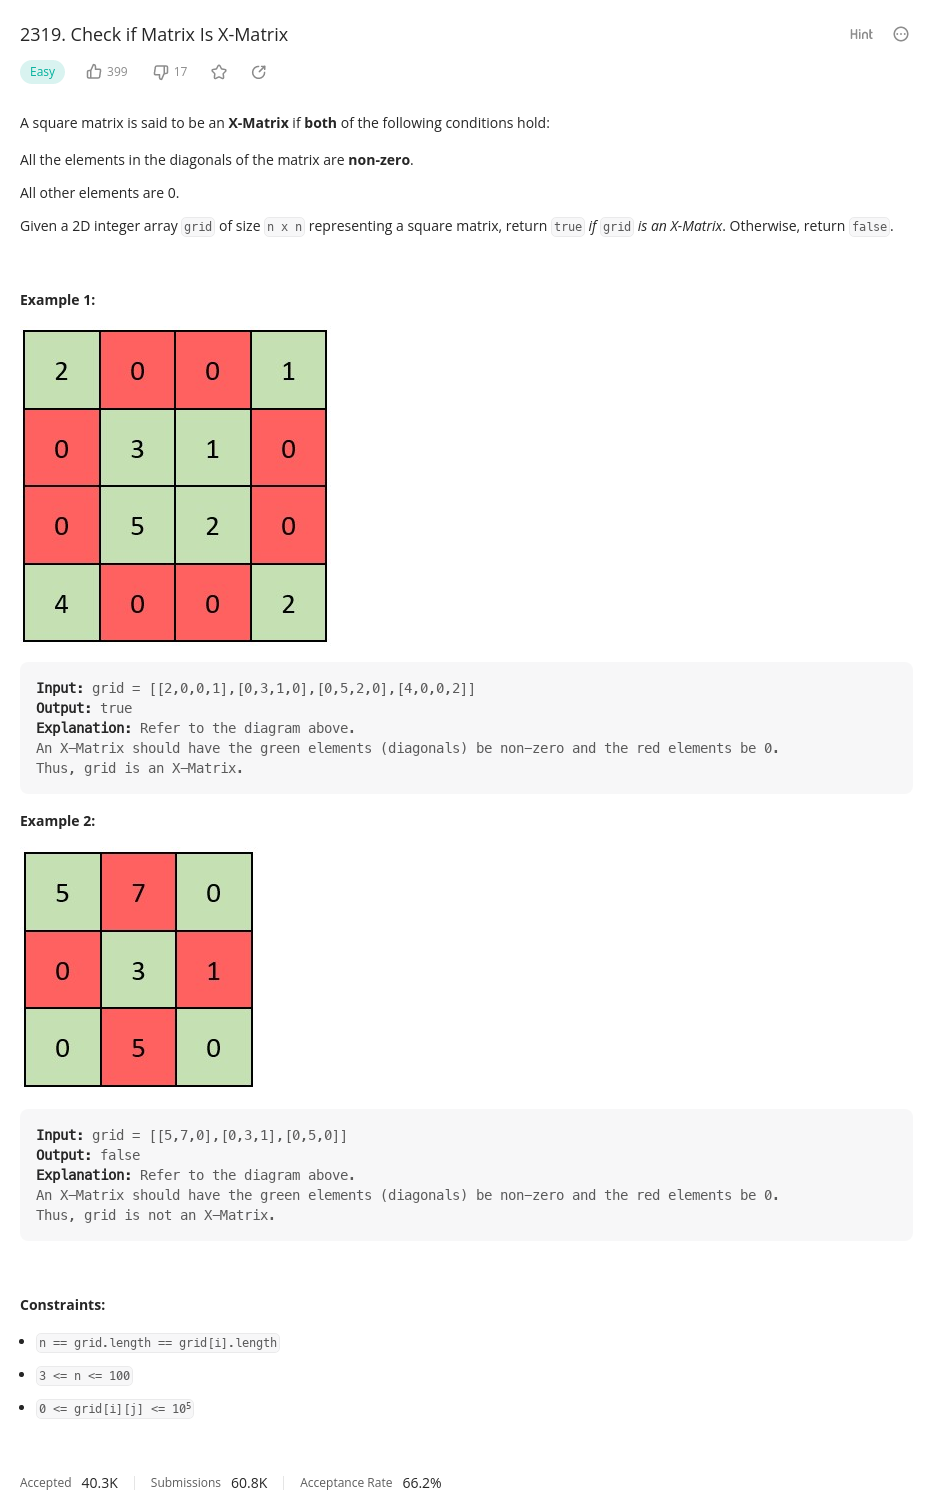 2319. Check if Matrix Is X-Matrix
Hint
Easy 399 17
A square matrix is said to be an X-Matrix if both of the following conditions hold:
All the elements in the diagonals of the matrix are non-zero.
All other elements are 0.
Given a 2D integer array grid of size n x n representing a square matrix, return true if grid is an X-Matrix. Otherwise, return false.
Example 1:
2 0 0 1
0 3 1 0
0 5 2 0
4 0 0 2
Input: grid = [[2,0,0,1],[0,3,1,0],[0,5,2,0],[4,0,0,2]]
Output: true
Explanation: Refer to the diagram above.
An X-Matrix should have the green elements (diagonals) be non-zero and the red elements be 0.
Thus, grid is an X-Matrix.
Example 2:
5 7 0
0 3 1
0 5 0
Input: grid = [[5,7,0],[0,3,1],[0,5,0]]
Output: false
Explanation: Refer to the diagram above.
An X-Matrix should have the green elements (diagonals) be non-zero and the red elements be 0.
Thus, grid is not an X-Matrix.
Constraints:
n == grid.length == grid[i].length
3 <= n <= 100
0 <= grid[i][j] <= 10⁵
Accepted 40.3K Submissions 60.8K Acceptance Rate 66.2%